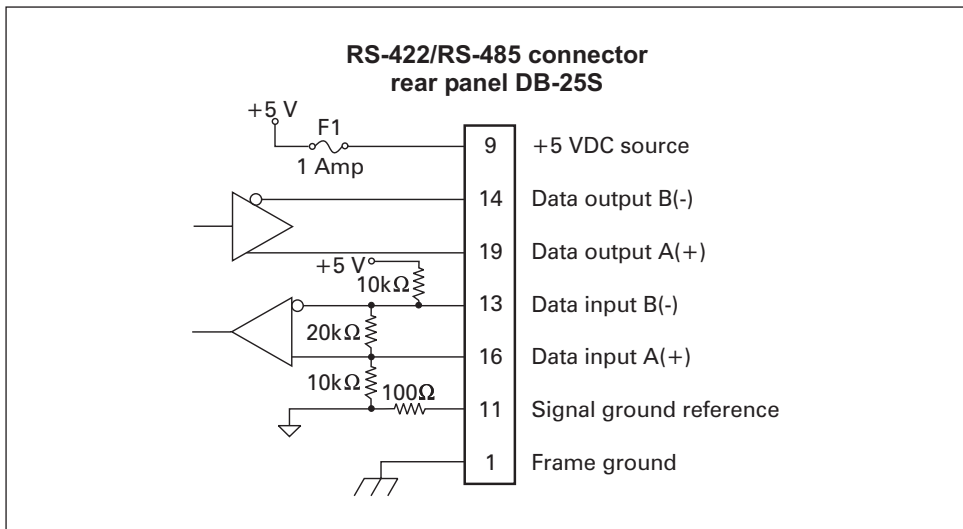 RS-422/RS-485 connector
rear panel DB-25S
+5 V
F1
1 Amp
9 +5 VDC source
14 Data output B(-)
19 Data output A(+)
+5 V
10kΩ
13 Data input B(-)
20kΩ
16 Data input A(+)
10kΩ
100Ω
11 Signal ground reference
1 Frame ground